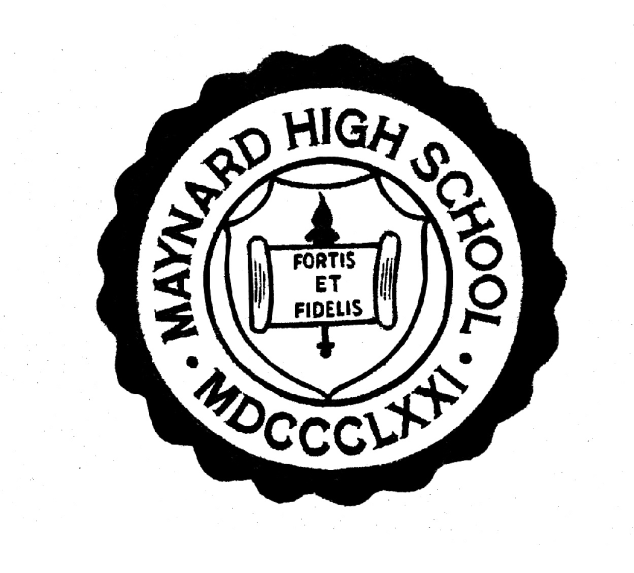 MAYNARD HIGH SCHOOL
FORTIS
ET
FIDELIS
• MDCCCLXXI •